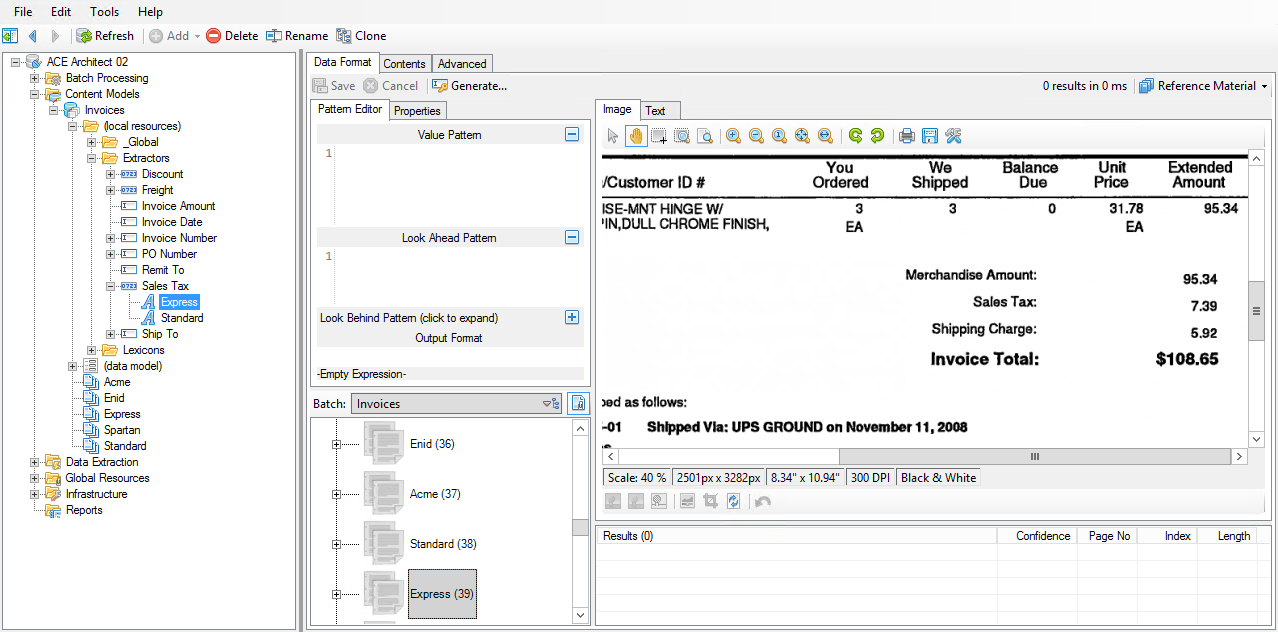 File Edit Tools Help
Refresh Add Delete Rename Clone
ACE Architect 02
Batch Processing
Content Models
Invoices
(local resources)
_Global
Extractors
Discount
Freight
Invoice Amount
Invoice Date
Invoice Number
PO Number
Remit To
Sales Tax
Express
Standard
Ship To
Lexicons
(data model)
Acme
Enid
Express
Spartan
Standard
Data Extraction
Global Resources
Infrastructure
Reports
Data Format Contents Advanced
Save Cancel Generate...
0 results in 0 ms Reference Material
Pattern Editor Properties
Value Pattern
1
Look Ahead Pattern
1
Look Behind Pattern (click to expand)
Output Format
-Empty Expression-
Batch: Invoices
Enid (36)
Acme (37)
Standard (38)
Express (39)
Image Text
You We Balance Unit Extended
/Customer ID # Ordered Shipped Due Price Amount
ISE-MNT HINGE W/ 3 3 0 31.78 95.34
'IN,DULL CHROME FINISH, EA EA
Merchandise Amount: 95.34
Sales Tax: 7.39
Shipping Charge: 5.92
Invoice Total: $108.65
ped as follows:
-01 Shipped Via: UPS GROUND on November 11, 2008
Scale: 40 % 2501px x 3282px 8.34" x 10.94" 300 DPI Black & White
Results (0) Confidence Page No Index Length